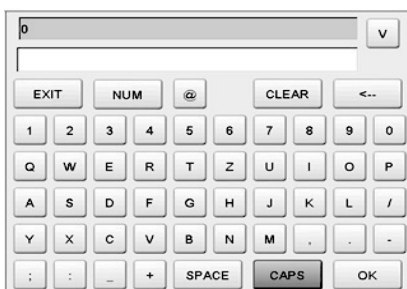 0
V
EXIT NUM @ CLEAR <--
1 2 3 4 5 6 7 8 9 0
Q W E R T Z U I O P
A S D F G H J K L /
Y X C V B N M , . -
; : _ + SPACE CAPS OK